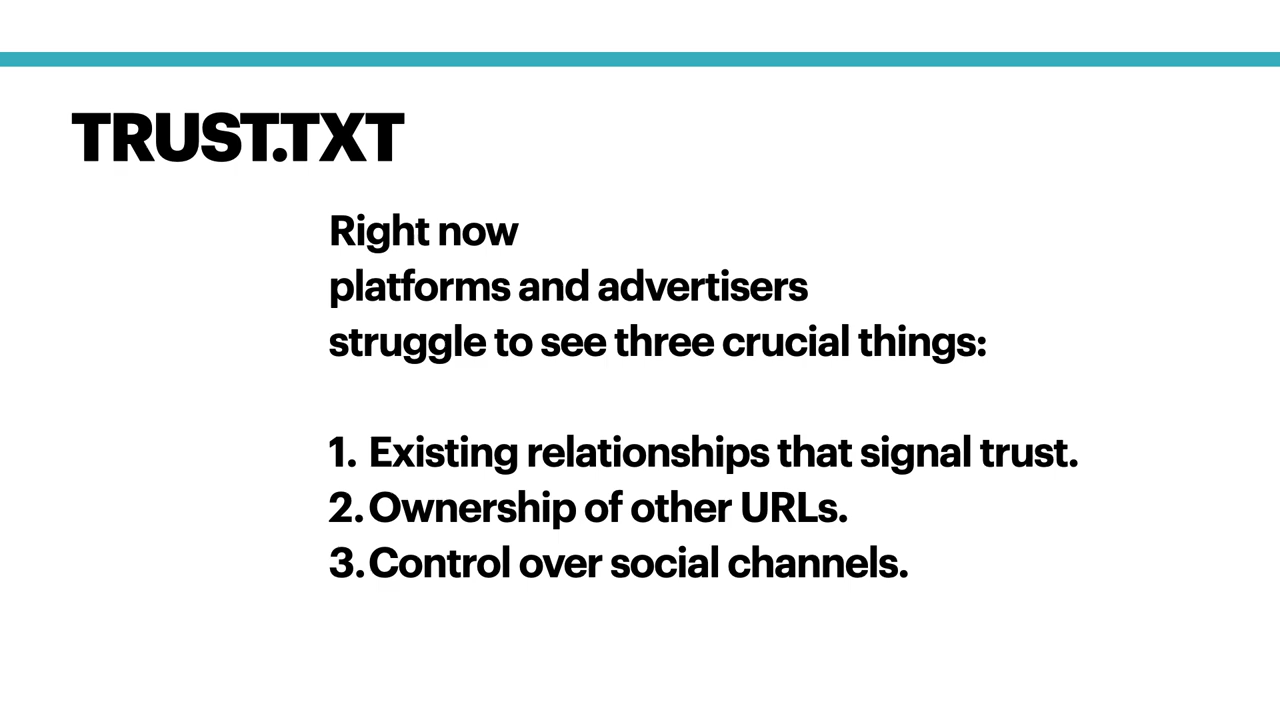 TRUST.TXT
Right now
platforms and advertisers
struggle to see three crucial things:
1. Existing relationships that signal trust.
2. Ownership of other URLs.
3. Control over social channels.